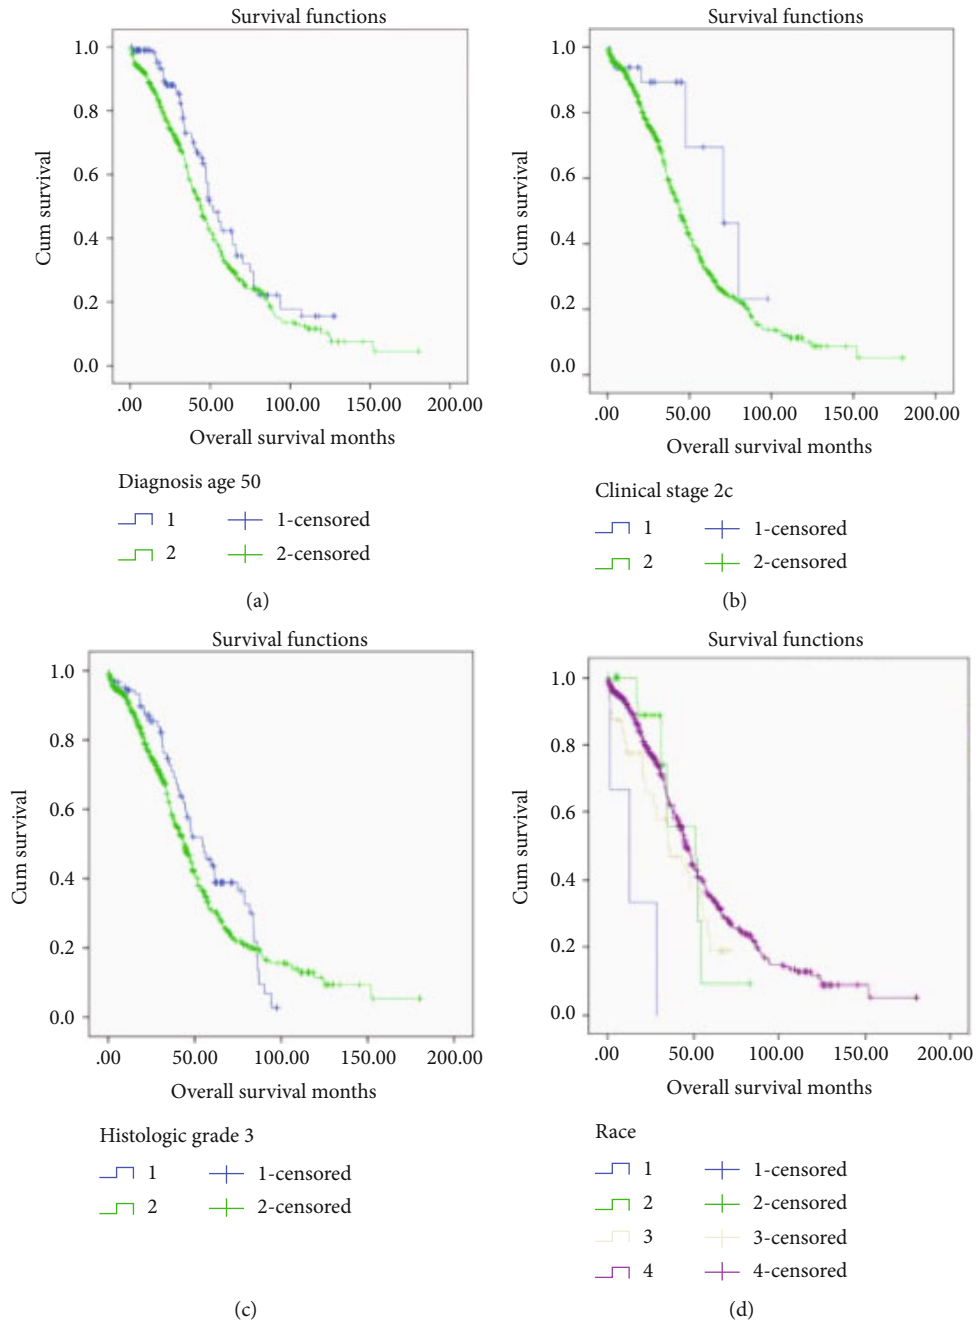 Survival functions
1.0
0.8
0.6
0.4
0.2
0.0
Cum survival
.00 50.00 100.00 150.00 200.00
Overall survival months
Diagnosis age 50
1 1-censored
2 2-censored
(a)
Survival functions
1.0
0.8
0.6
0.4
0.2
0.0
Cum survival
.00 50.00 100.00 150.00 200.00
Overall survival months
Clinical stage 2c
1 1-censored
2 2-censored
(b)
Survival functions
1.0
0.8
0.6
0.4
0.2
0.0
Cum survival
.00 50.00 100.00 150.00 200.00
Overall survival months
Histologic grade 3
1 1-censored
2 2-censored
(c)
Survival functions
1.0
0.8
0.6
0.4
0.2
0.0
Cum survival
.00 50.00 100.00 150.00 200.00
Overall survival months
Race
1 1-censored
2 2-censored
3 3-censored
4 4-censored
(d)